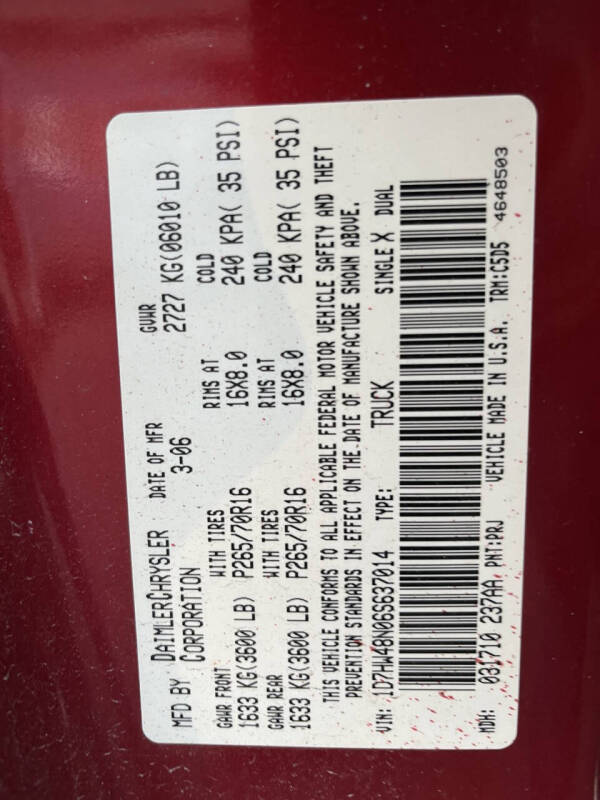 MFD BY DAIMLERCHRYSLER CORPORATION DATE OF MFR 3-06 GVWR 2727 KG(06010 LB)
GAWR FRONT WITH TIRES RIMS AT COLD
1633 KG(3600 LB) P265/70R16 16X8.0 240 KPA( 35 PSI)
GAWR REAR WITH TIRES RIMS AT COLD
1633 KG(3600 LB) P265/70R16 16X8.0 240 KPA( 35 PSI)
THIS VEHICLE CONFORMS TO ALL APPLICABLE FEDERAL MOTOR VEHICLE SAFETY AND THEFT
PREVENTION STANDARDS IN EFFECT ON THE DATE OF MANUFACTURE SHOWN ABOVE.
VIN: 1D7HW48N06S637014 TYPE: TRUCK SINGLE X DUAL
MDH: 031710 237AA PNT:PRJ VEHICLE MADE IN U.S.A. TRM:C5D5 4648503